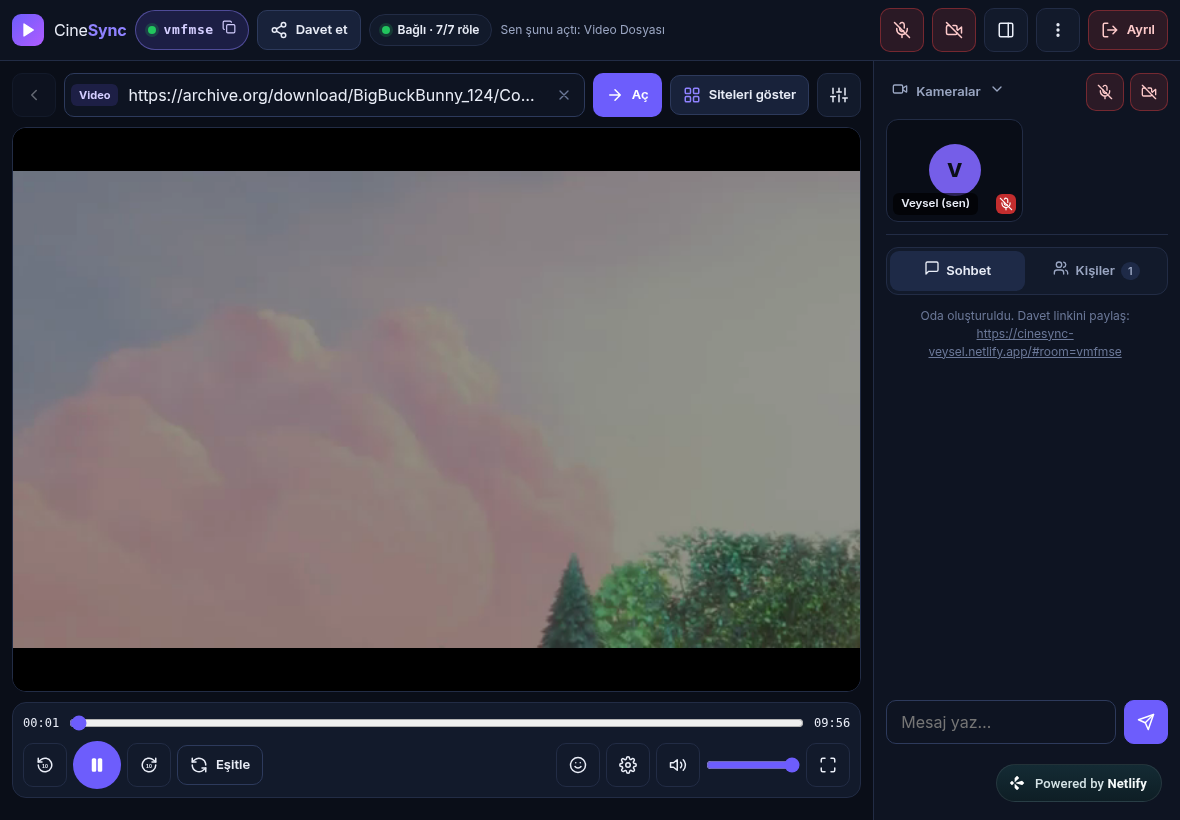 CineSync
vmfmse
Davet et
Bağlı · 7/7 röle
Sen şunu açtı: Video Dosyası
Ayrıl
Video
https://archive.org/download/BigBuckBunny_124/Co...
Aç
Siteleri göster
Kameralar
V
Veysel (sen)
Sohbet
Kişiler
1
Oda oluşturuldu. Davet linkini paylaş:
https://cinesync-
veysel.netlify.app/#room=vmfmse
00:01
09:56
10
10
Eşitle
Mesaj yaz...
Powered by Netlify